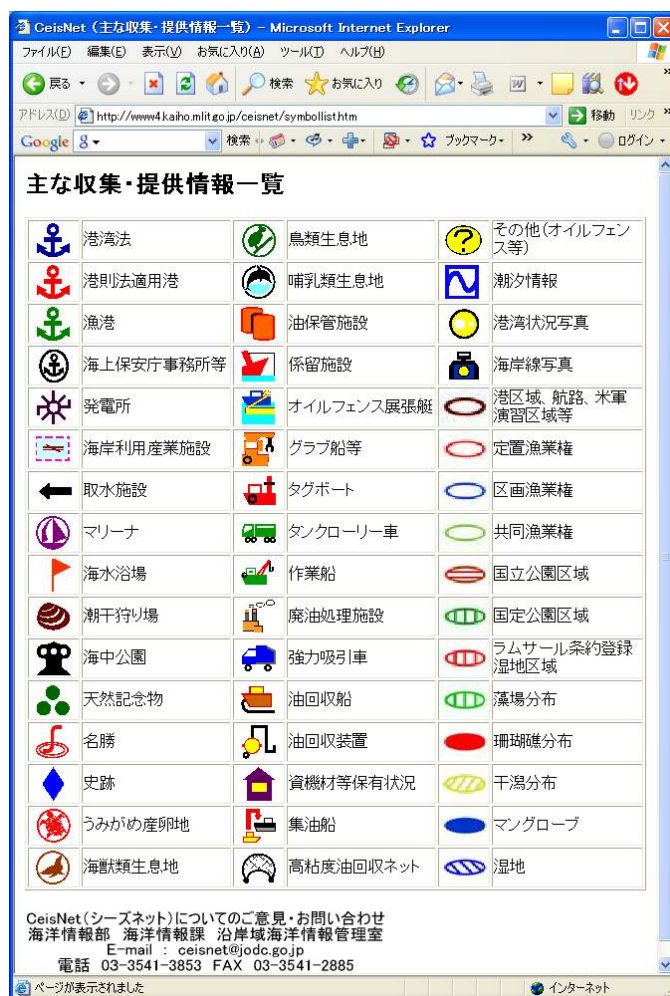 CeisNet (主な収集・提供情報一覧) - Microsoft Internet Explorer
ファイル(F) 編集(E) 表示(V) お気に入り(A) ツール(T) ヘルプ(H)
戻る 検索 お気に入り
アドレス(D) http://www4.kaiho.mlit.go.jp/ceisnet/symbollist.htm 移動 リンク »
Google 検索 ブックマーク » ログイン
主な収集・提供情報一覧
港湾法 鳥類生息地 その他(オイルフェン
ス等)
港則法適用港 哺乳類生息地 潮汐情報
漁港 油保管施設 港湾状況写真
海上保安庁事務所等 係留施設 海岸線写真
発電所 オイルフェンス展張艇 港区域、航路、米軍
演習区域等
海岸利用産業施設 グラブ船等 定置漁業権
取水施設 タグボート 区画漁業権
マリーナ タンクローリー車 共同漁業権
海水浴場 作業船 国立公園区域
潮干狩り場 廃油処理施設 国定公園区域
海中公園 強力吸引車 ラムサール条約登録
湿地区域
天然記念物 油回収船 藻場分布
名勝 油回収装置 珊瑚礁分布
史跡 資機材等保有状況 干潟分布
うみがめ産卵地 集油船 マングローブ
海獣類生息地 高粘度油回収ネット 湿地
CeisNet(シーズネット)についてのご意見・お問い合わせ
海洋情報部 海洋情報課 沿岸域海洋情報管理室
E-mail : ceisnet@jodc.go.jp
電話 03-3541-3853 FAX 03-3541-2885
ページが表示されました インターネット